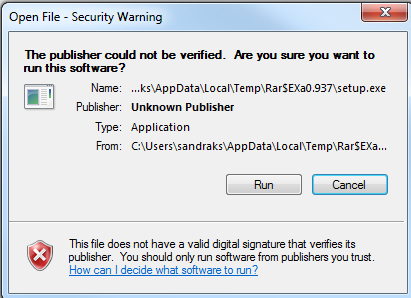 Open File - Security Warning
The publisher could not be verified. Are you sure you want to
run this software?
Name: ...ks\AppData\Local\Temp\Rar$EXa0.937\setup.exe
Publisher: Unknown Publisher
Type: Application
From: C:\Users\sandraks\AppData\Local\Temp\Rar$EXa...
Run Cancel
This file does not have a valid digital signature that verifies its
publisher. You should only run software from publishers you trust.
How can I decide what software to run?